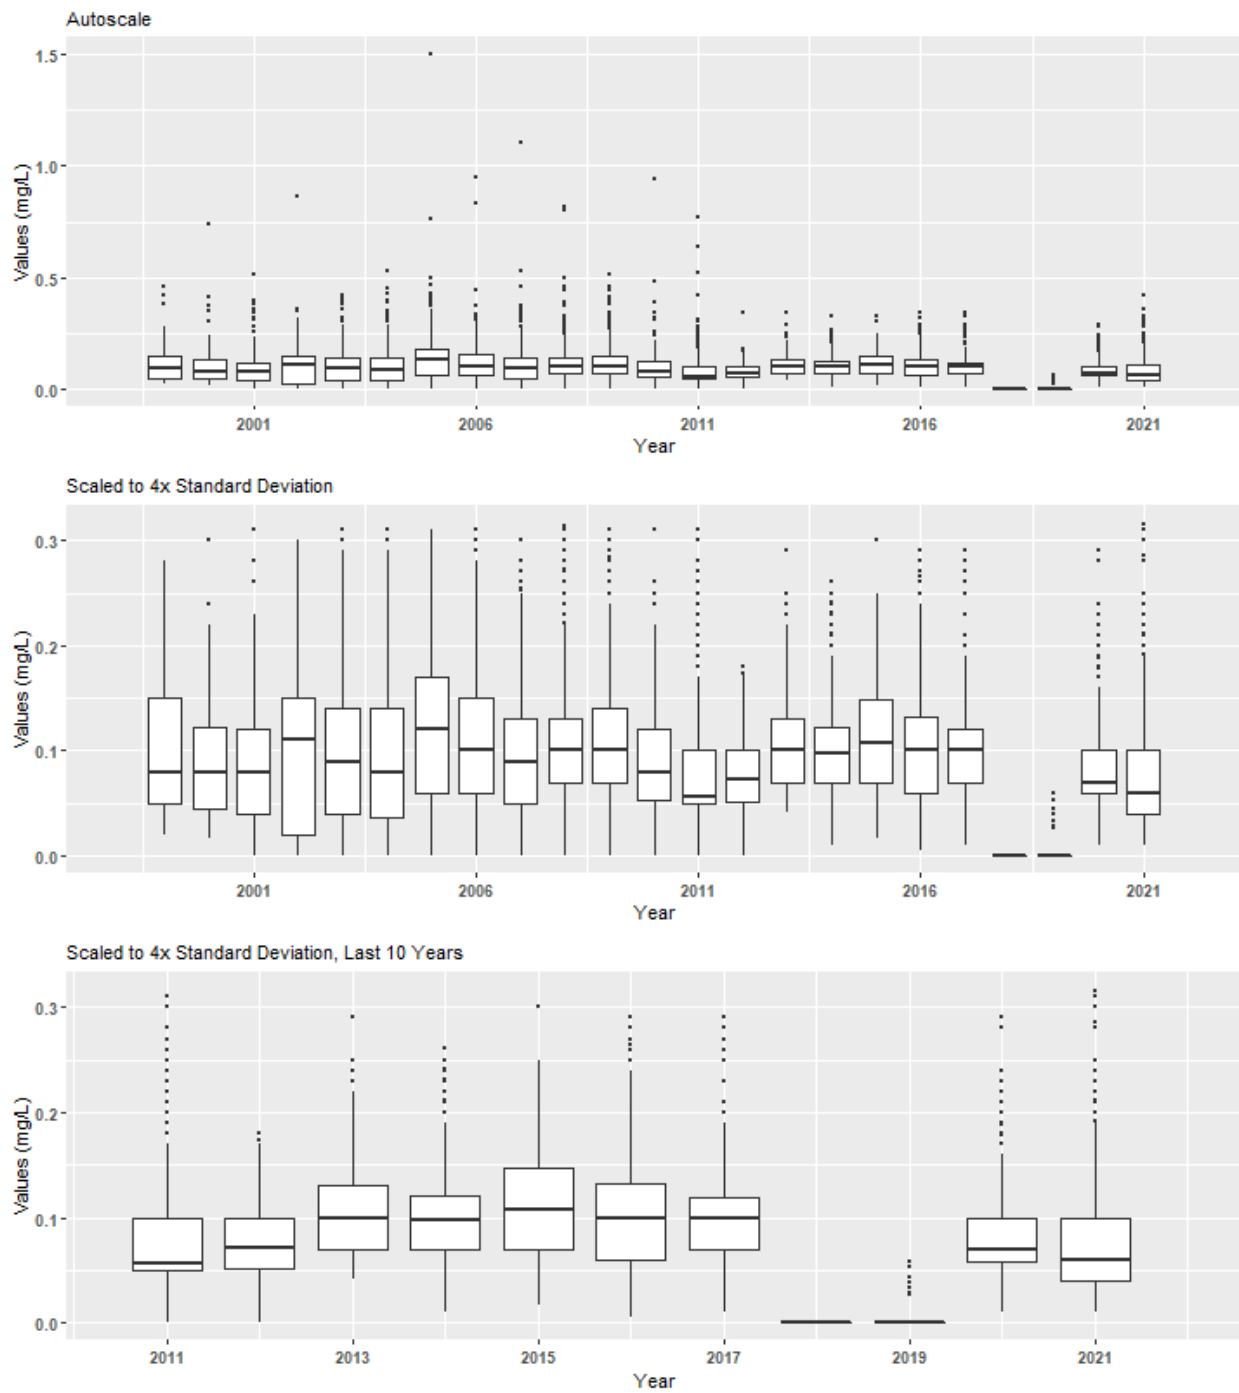 Autoscale
1.5
1.0
0.5
0.0
Values (mg/L)
2001 2006 2011 2016 2021
Year
Scaled to 4x Standard Deviation
0.3
0.2
0.1
0.0
Values (mg/L)
2001 2006 2011 2016 2021
Year
Scaled to 4x Standard Deviation, Last 10 Years
0.3
0.2
0.1
0.0
Values (mg/L)
2011 2013 2015 2017 2019 2021
Year